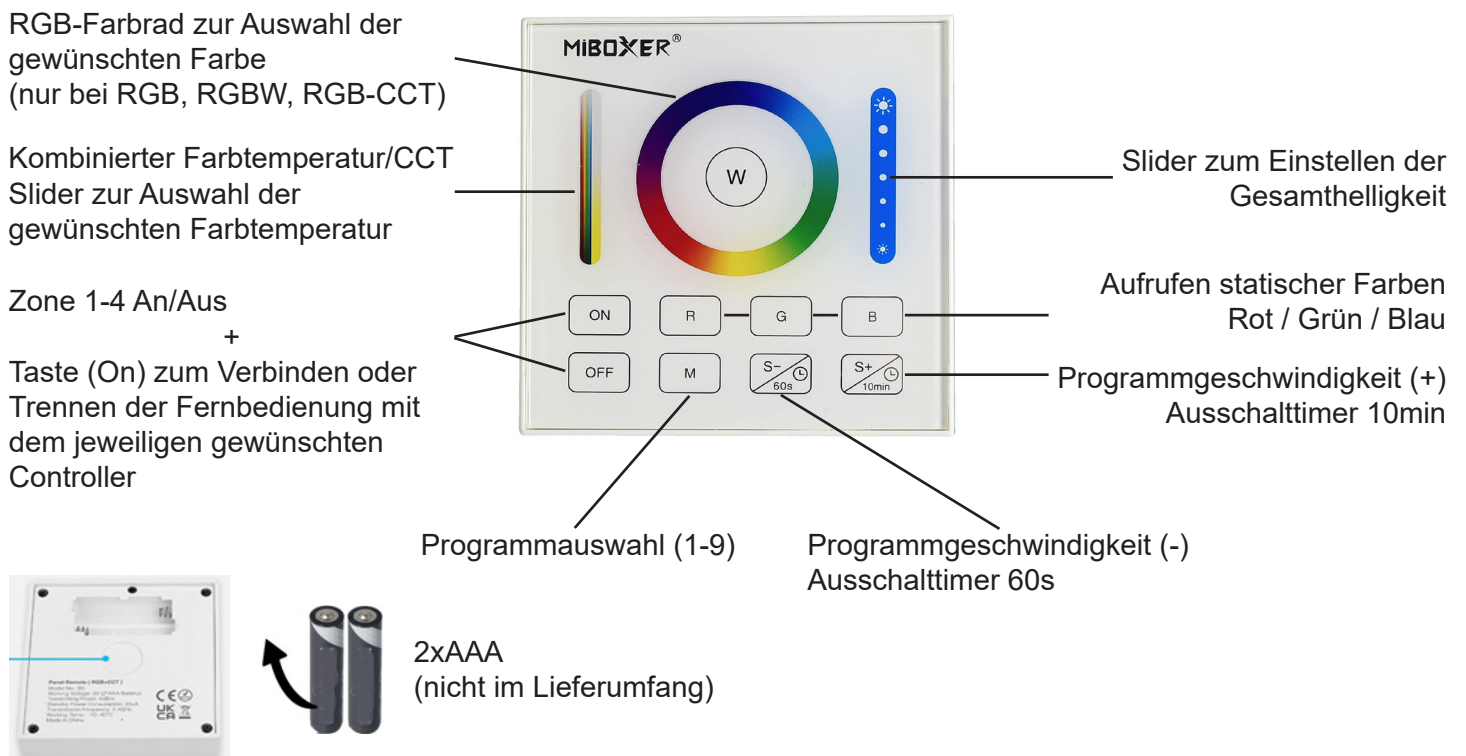 RGB-Farbrad zur Auswahl der
gewünschten Farbe
(nur bei RGB, RGBW, RGB-CCT)
Kombinierter Farbtemperatur/CCT
Slider zur Auswahl der
gewünschten Farbtemperatur
Zone 1-4 An/Aus
+
Taste (On) zum Verbinden oder
Trennen der Fernbedienung mit
dem jeweiligen gewünschten
Controller
MiBOXER®
W
ON
R
G
B
OFF
M
S-
60s
S+
10min
Slider zum Einstellen der
Gesamthelligkeit
Aufrufen statischer Farben
Rot / Grün / Blau
Programmgeschwindigkeit (+)
Ausschalttimer 10min
Programmauswahl (1-9)
Programmgeschwindigkeit (-)
Ausschalttimer 60s
Panel Remote ( RGB+CCT )
Made in China
CE
UK
CA
2xAAA
(nicht im Lieferumfang)